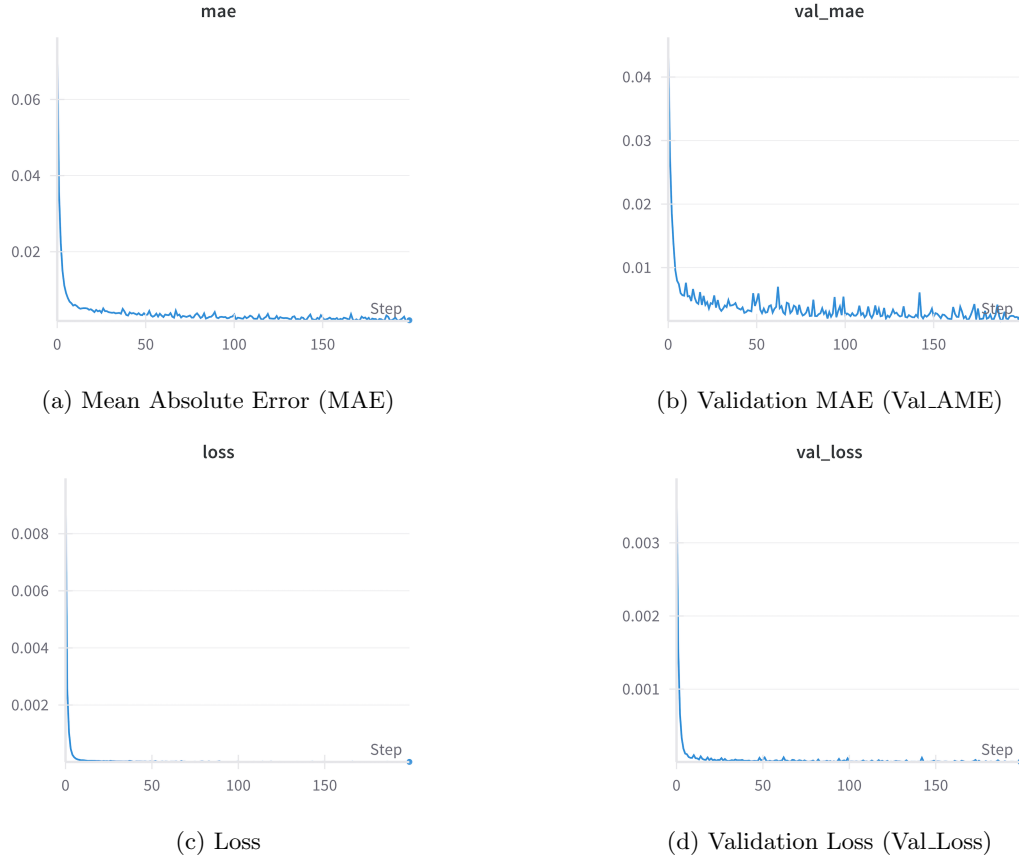 mae
0.06
0.04
0.02
Step
0 50 100 150
(a) Mean Absolute Error (MAE)
val_mae
0.04
0.03
0.02
0.01
Step
0 50 100 150
(b) Validation MAE (Val_AME)
loss
0.008
0.006
0.004
0.002
Step
0 50 100 150
(c) Loss
val_loss
0.003
0.002
0.001
Step
0 50 100 150
(d) Validation Loss (Val_Loss)